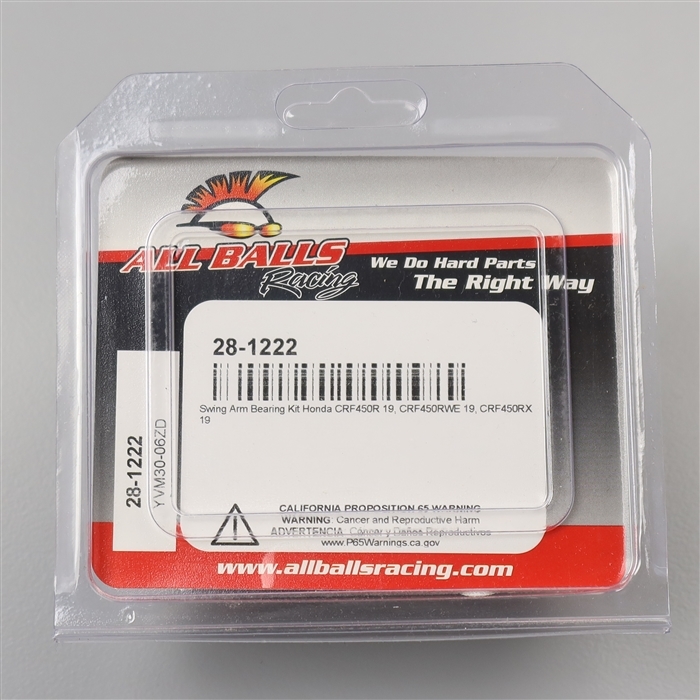 ALL BALLS
Racing
We Do Hard Parts
The Right Way
28-1222
Swing Arm Bearing Kit Honda CRF450R 19, CRF450RWE 19, CRF450RX
19
28-1222
YVM30-06ZD
CALIFORNIA PROPOSITION 65 WARNING
WARNING: Cancer and Reproductive Harm
ADVERTENCIA: Cáncer y Daños Reproductivos
www.P65Warnings.ca.gov
www.allballsracing.com